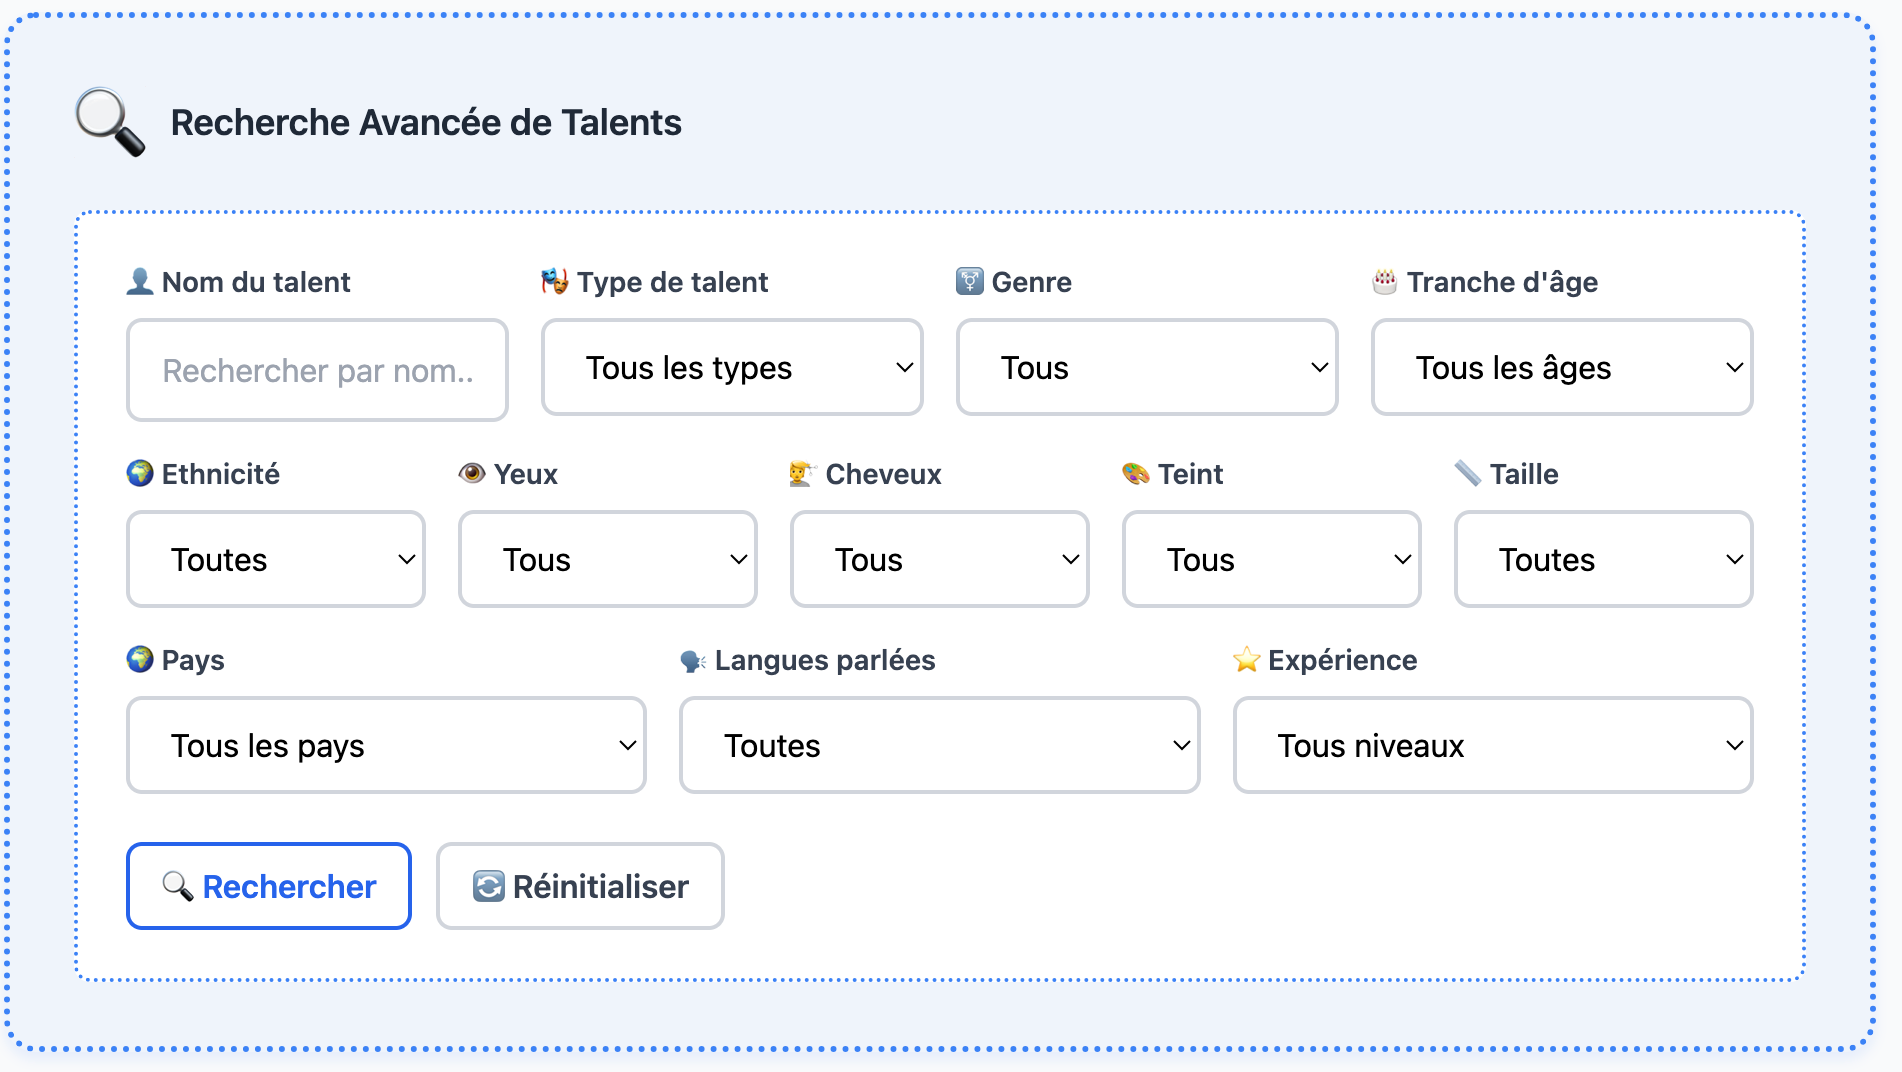 Recherche Avancée de Talents
Nom du talent
Type de talent
Genre
Tranche d'âge
Rechercher par nom..
Tous les types
Tous
Tous les âges
Ethnicité
Yeux
Cheveux
Teint
Taille
Toutes
Tous
Tous
Tous
Toutes
Pays
Langues parlées
Expérience
Tous les pays
Toutes
Tous niveaux
Rechercher
Réinitialiser